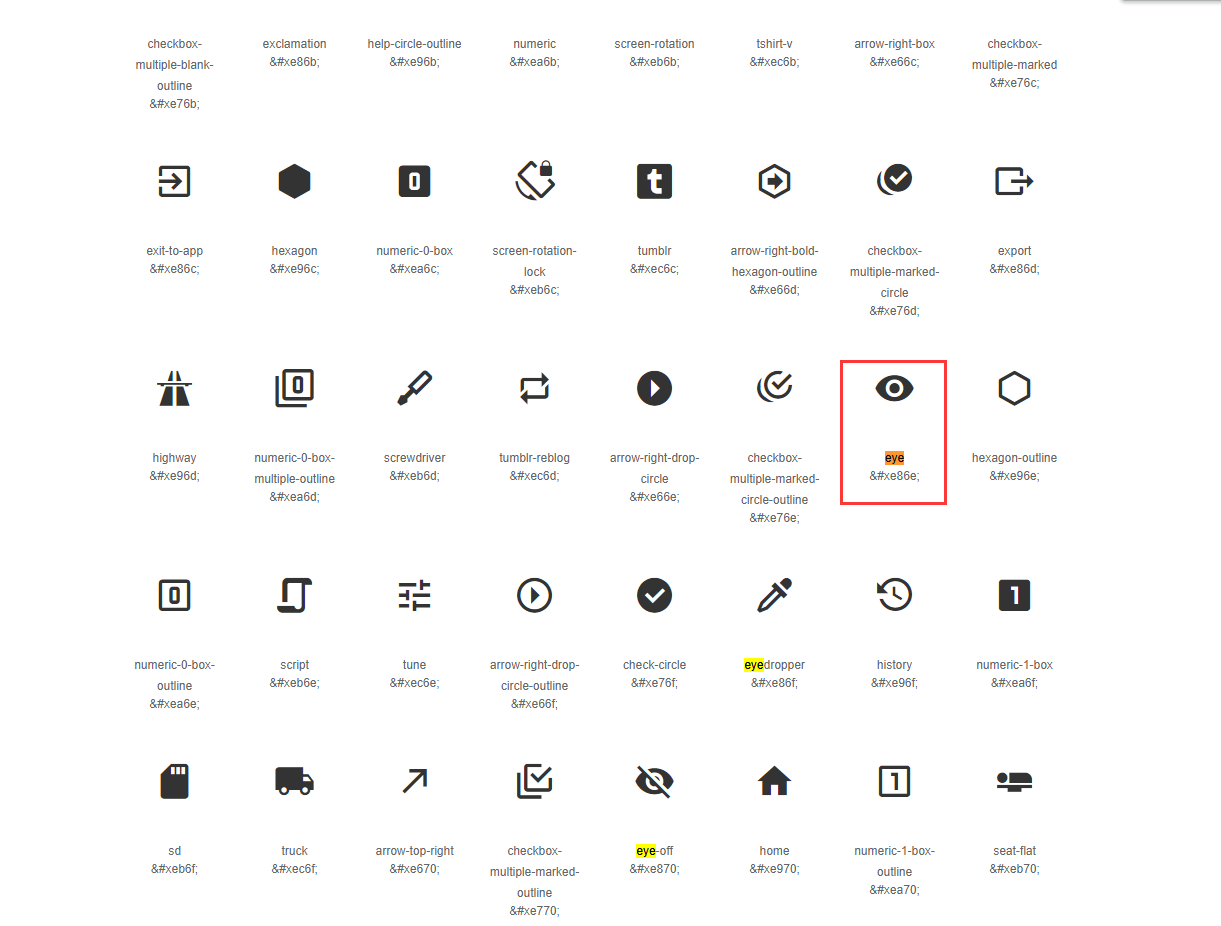 checkbox-
multiple-blank-
outline
&#xe76b;
exclamation
&#xe86b;
help-circle-outline
&#xe96b;
numeric
&#xea6b;
screen-rotation
&#xeb6b;
tshirt-v
&#xec6b;
arrow-right-box
&#xe66c;
checkbox-
multiple-marked
&#xe76c;
exit-to-app
&#xe86c;
hexagon
&#xe96c;
0
numeric-0-box
&#xea6c;
screen-rotation-
lock
&#xeb6c;
t
tumblr
&#xec6c;
arrow-right-bold-
hexagon-outline
&#xe66d;
checkbox-
multiple-marked-
circle
&#xe76d;
export
&#xe86d;
highway
&#xe96d;
0
numeric-0-box-
multiple-outline
&#xea6d;
screwdriver
&#xeb6d;
tumblr-reblog
&#xec6d;
arrow-right-drop-
circle
&#xe66e;
checkbox-
multiple-marked-
circle-outline
&#xe76e;
eye
&#xe86e;
hexagon-outline
&#xe96e;
0
numeric-0-box-
outline
&#xea6e;
script
&#xeb6e;
tune
&#xec6e;
arrow-right-drop-
circle-outline
&#xe66f;
check-circle
&#xe76f;
eyedropper
&#xe86f;
history
&#xe96f;
1
numeric-1-box
&#xea6f;
sd
&#xeb6f;
truck
&#xec6f;
arrow-top-right
&#xe670;
checkbox-
multiple-marked-
outline
&#xe770;
eye-off
&#xe870;
home
&#xe970;
1
numeric-1-box-
outline
&#xea70;
seat-flat
&#xeb70;